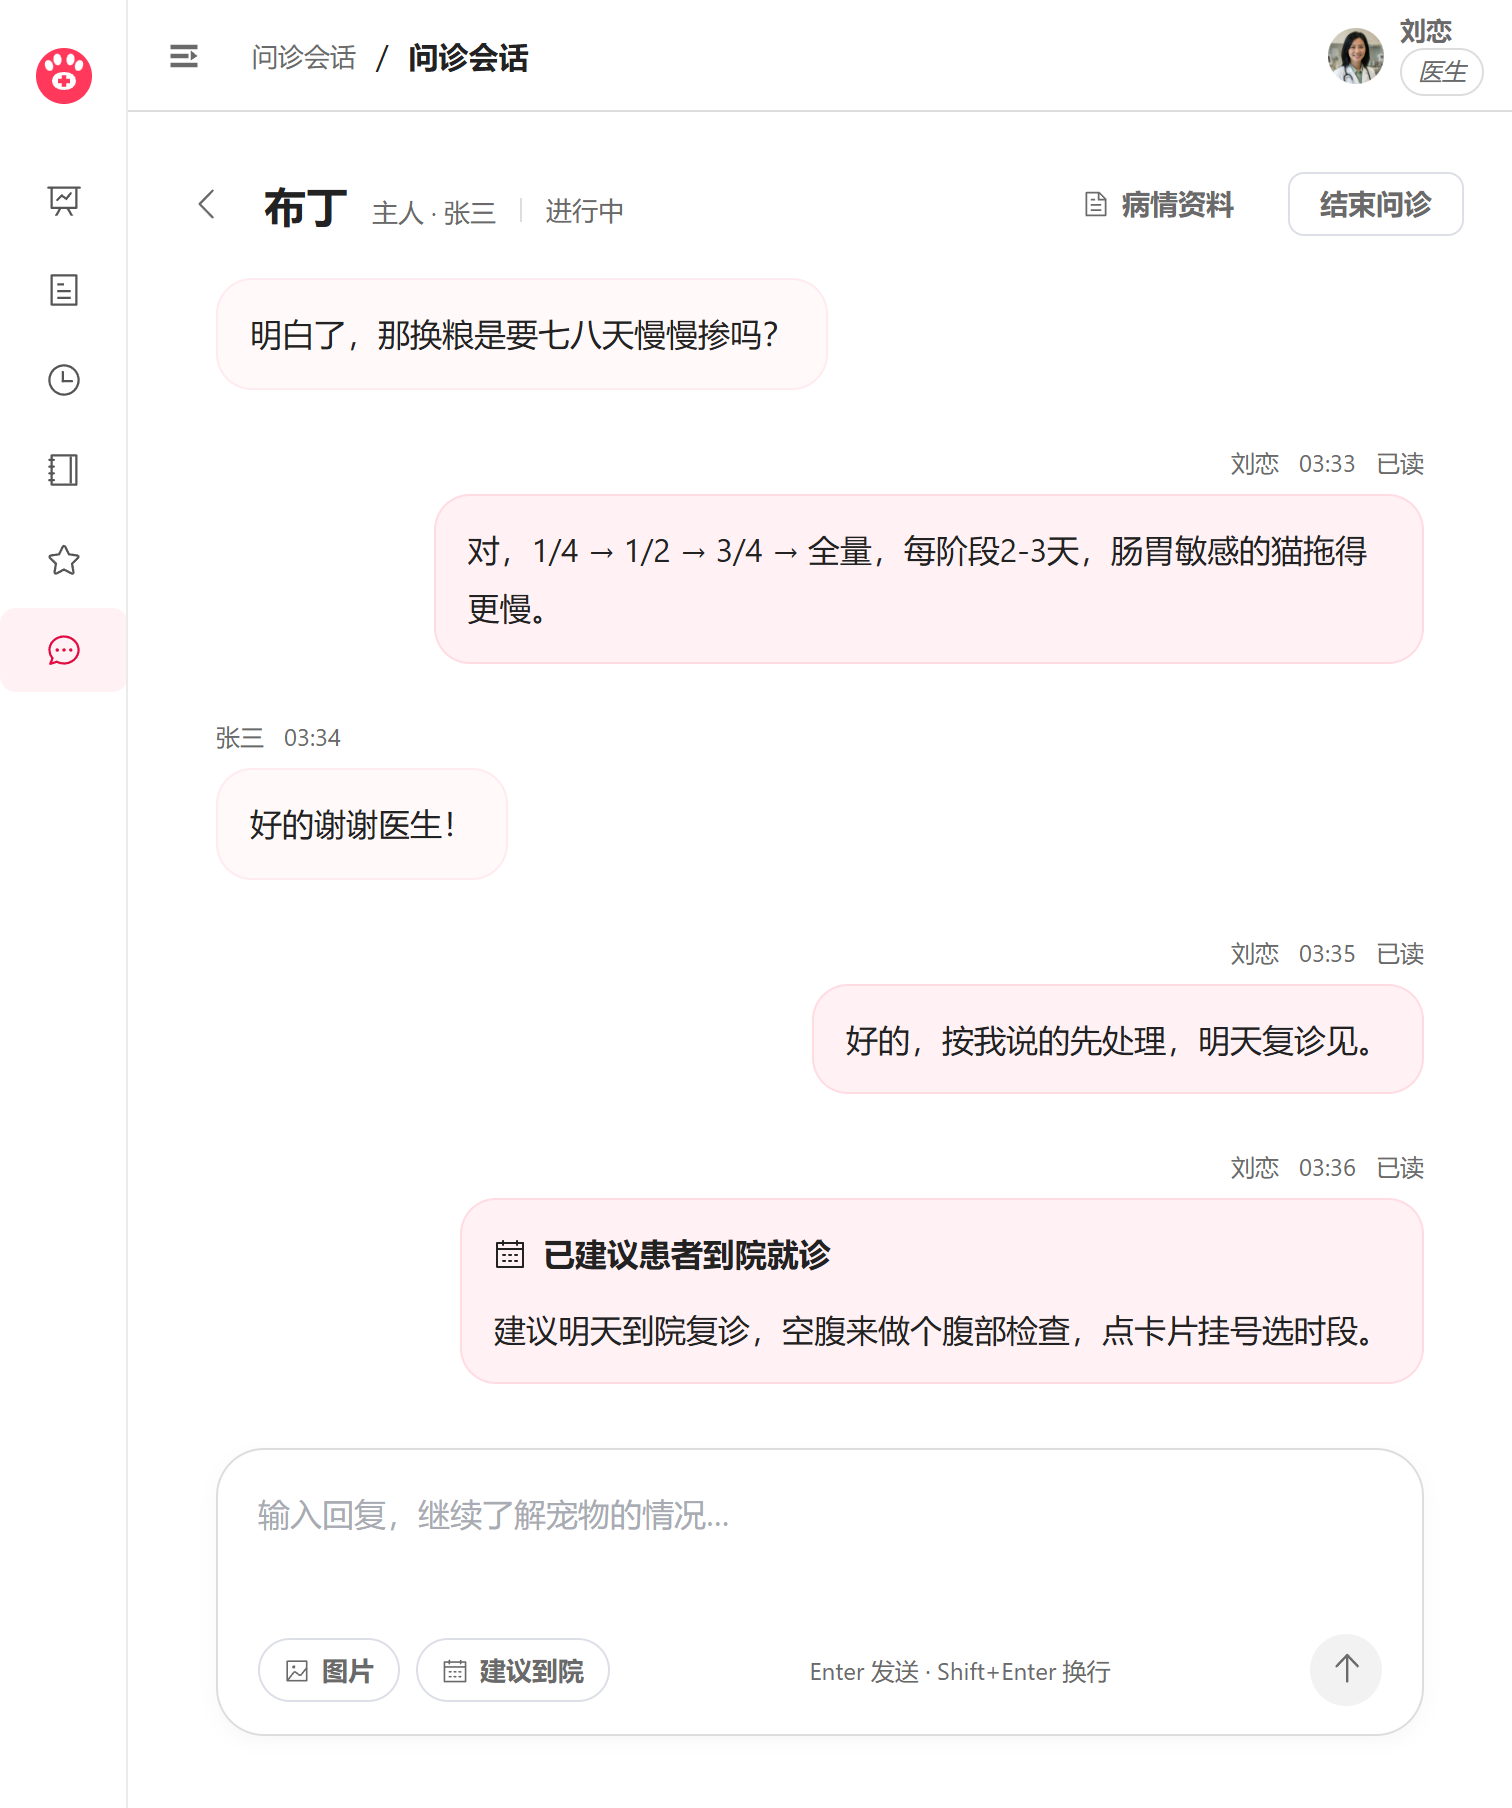 问诊会话 / 问诊会话
刘恋
医生
布丁 主人 · 张三 进行中
病情资料
结束问诊
明白了，那换粮是要七八天慢慢掺吗？
刘恋 03:33 已读
对，1/4 → 1/2 → 3/4 → 全量，每阶段2-3天，肠胃敏感的猫拖得
更慢。
张三 03:34
好的谢谢医生！
刘恋 03:35 已读
好的，按我说的先处理，明天复诊见。
刘恋 03:36 已读
已建议患者到院就诊
建议明天到院复诊，空腹来做个腹部检查，点卡片挂号选时段。
输入回复，继续了解宠物的情况...
图片
建议到院
Enter 发送 · Shift+Enter 换行